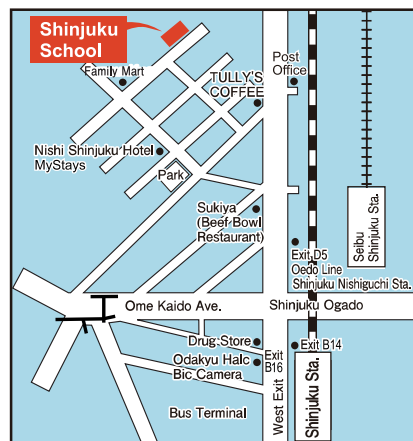 Shinjuku
School
Family Mart
Post
Office
TULLY'S
COFFEE
Nishi Shinjuku Hotel
MyStays
Park
Sukiya
(Beef Bowl
Restaurant)
Seibu
Shinjuku Sta.
Exit D5
Oedo Line
Shinjuku Nishiguchi Sta.
Ome Kaido Ave.
Shinjuku Ogado
Drug Store
Odakyu Halc
Bic Camera
Exit
B16
Exit B14
Bus Terminal
West Exit
Shinjuku Sta.